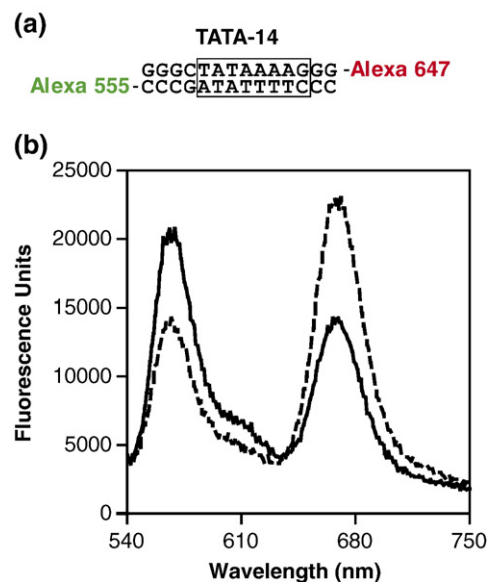 (a)
TATA-14
GGGCTATAAAAGGG -Alexa 647
Alexa 555-CCCGATATTTTCCC
(b)
25000
20000
15000
10000
5000
0
Fluorescence Units
540 610 680 750
Wavelength (nm)